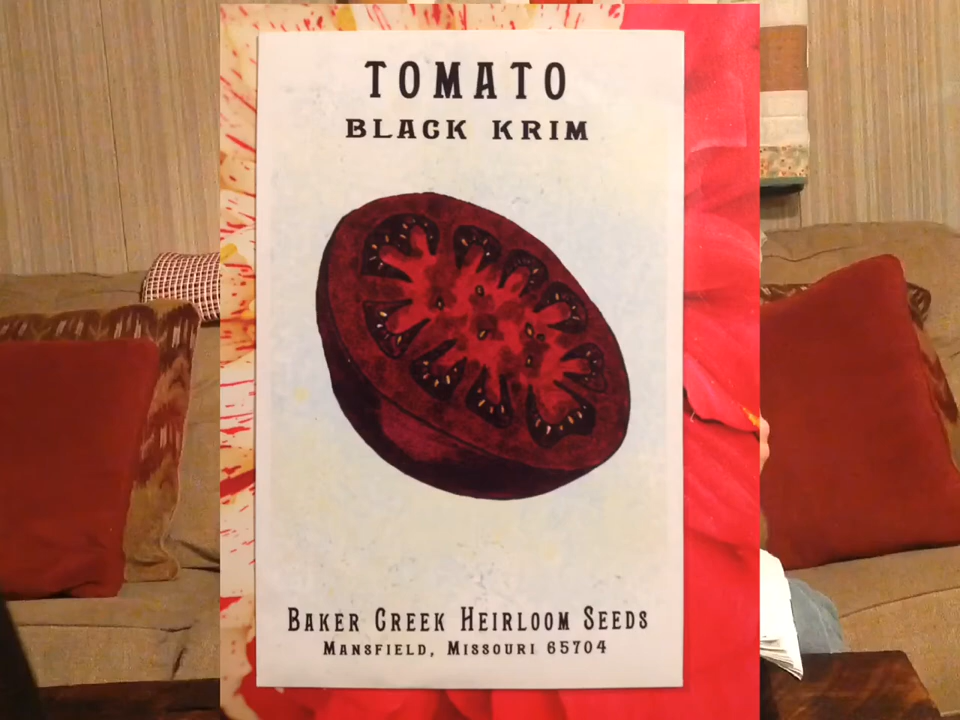 TOMATO
BLACK KRIM
BAKER CREEK HEIRLOOM SEEDS
MANSFIELD, MISSOURI 65704